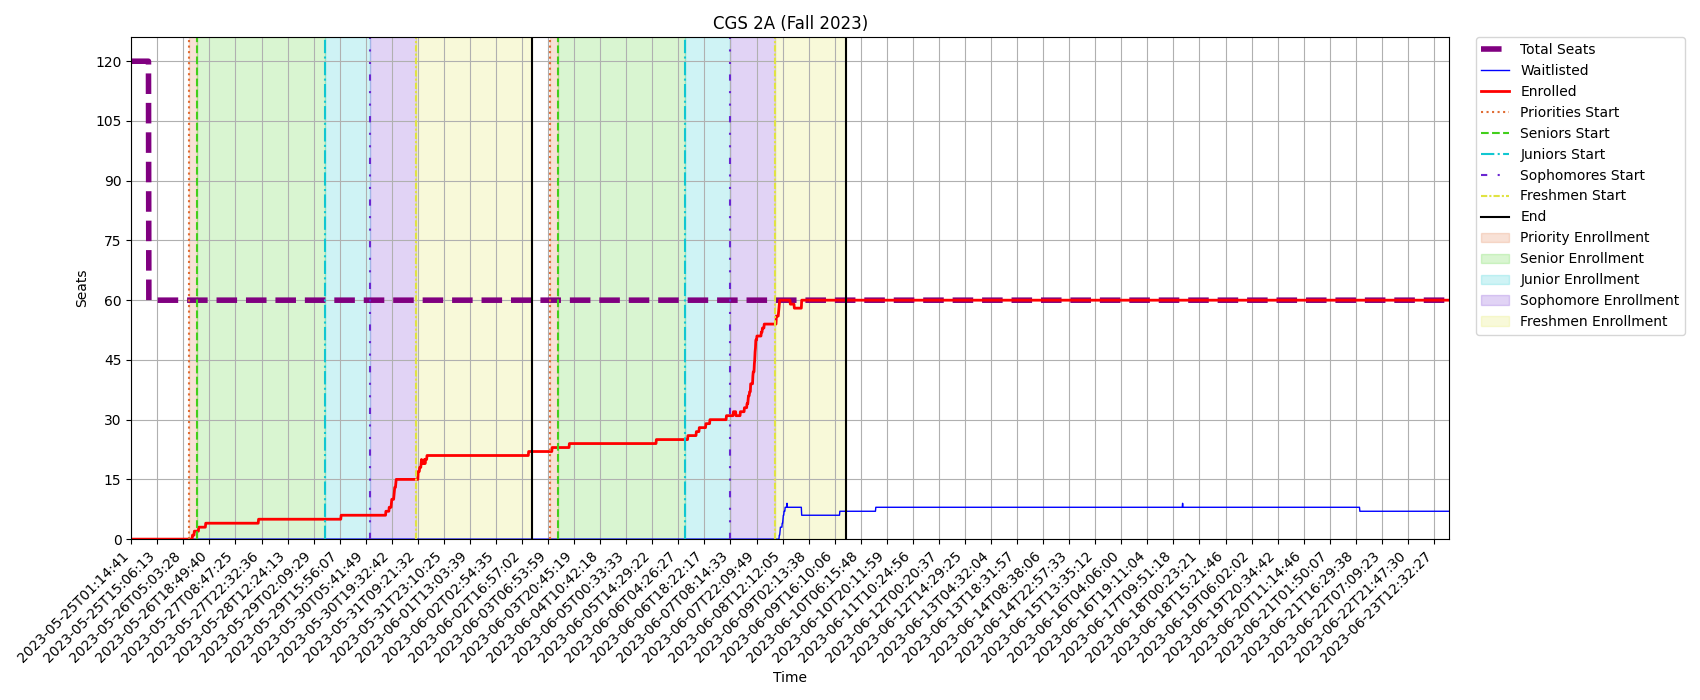 CGS 2A (Fall 2023)
Seats
120
105
90
75
60
45
30
15
0
2023-05-25T01:14:41
2023-05-25T15:06:13
2023-05-26T05:03:28
2023-05-26T18:49:40
2023-05-27T08:47:25
2023-05-27T22:32:36
2023-05-28T12:24:13
2023-05-29T02:09:29
2023-05-29T15:56:07
2023-05-30T05:41:49
2023-05-30T19:32:42
2023-05-31T09:21:32
2023-05-31T23:10:25
2023-06-01T13:03:39
2023-06-02T02:54:35
2023-06-02T16:57:02
2023-06-03T06:53:59
2023-06-03T20:45:19
2023-06-04T10:42:18
2023-06-05T00:33:33
2023-06-05T14:29:22
2023-06-06T04:26:27
2023-06-06T18:22:17
2023-06-07T08:14:33
2023-06-07T22:09:49
2023-06-08T12:12:05
2023-06-09T02:13:38
2023-06-09T16:10:06
2023-06-10T06:15:48
2023-06-10T20:11:59
2023-06-11T10:24:56
2023-06-12T00:20:37
2023-06-12T14:29:25
2023-06-13T04:32:04
2023-06-13T18:31:57
2023-06-14T08:38:06
2023-06-14T22:57:33
2023-06-15T13:35:12
2023-06-16T04:06:00
2023-06-16T19:11:04
2023-06-17T09:51:18
2023-06-18T00:23:21
2023-06-18T15:21:46
2023-06-19T06:02:02
2023-06-19T20:34:42
2023-06-20T11:14:46
2023-06-21T01:50:07
2023-06-21T16:29:38
2023-06-22T07:09:23
2023-06-22T21:47:30
2023-06-23T12:32:27
Time
Total Seats
Waitlisted
Enrolled
Priorities Start
Seniors Start
Juniors Start
Sophomores Start
Freshmen Start
End
Priority Enrollment
Senior Enrollment
Junior Enrollment
Sophomore Enrollment
Freshmen Enrollment